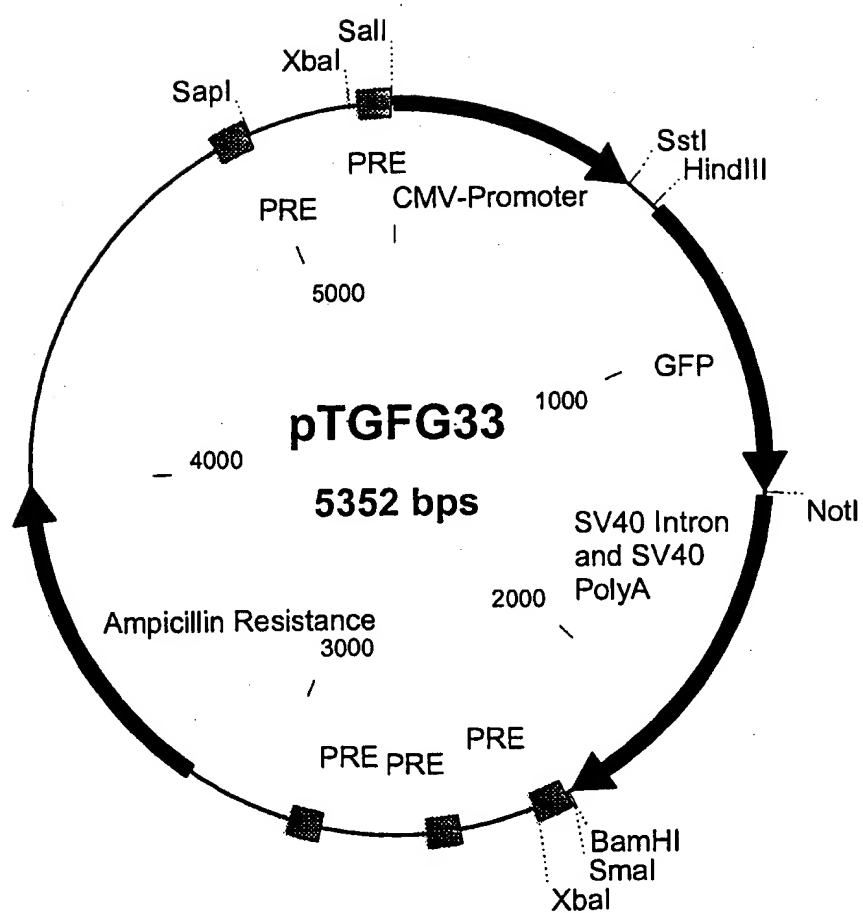 SalI
XbaI
SapI
SstI
HindIII
PRE
PRE
CMV-Promoter
5000
GFP
1000
pTGFG33
4000
5352 bps
NotI
SV40 Intron
and SV40
PolyA
2000
Ampicillin Resistance
3000
PRE
PRE
PRE
BamHI
SmaI
XbaI